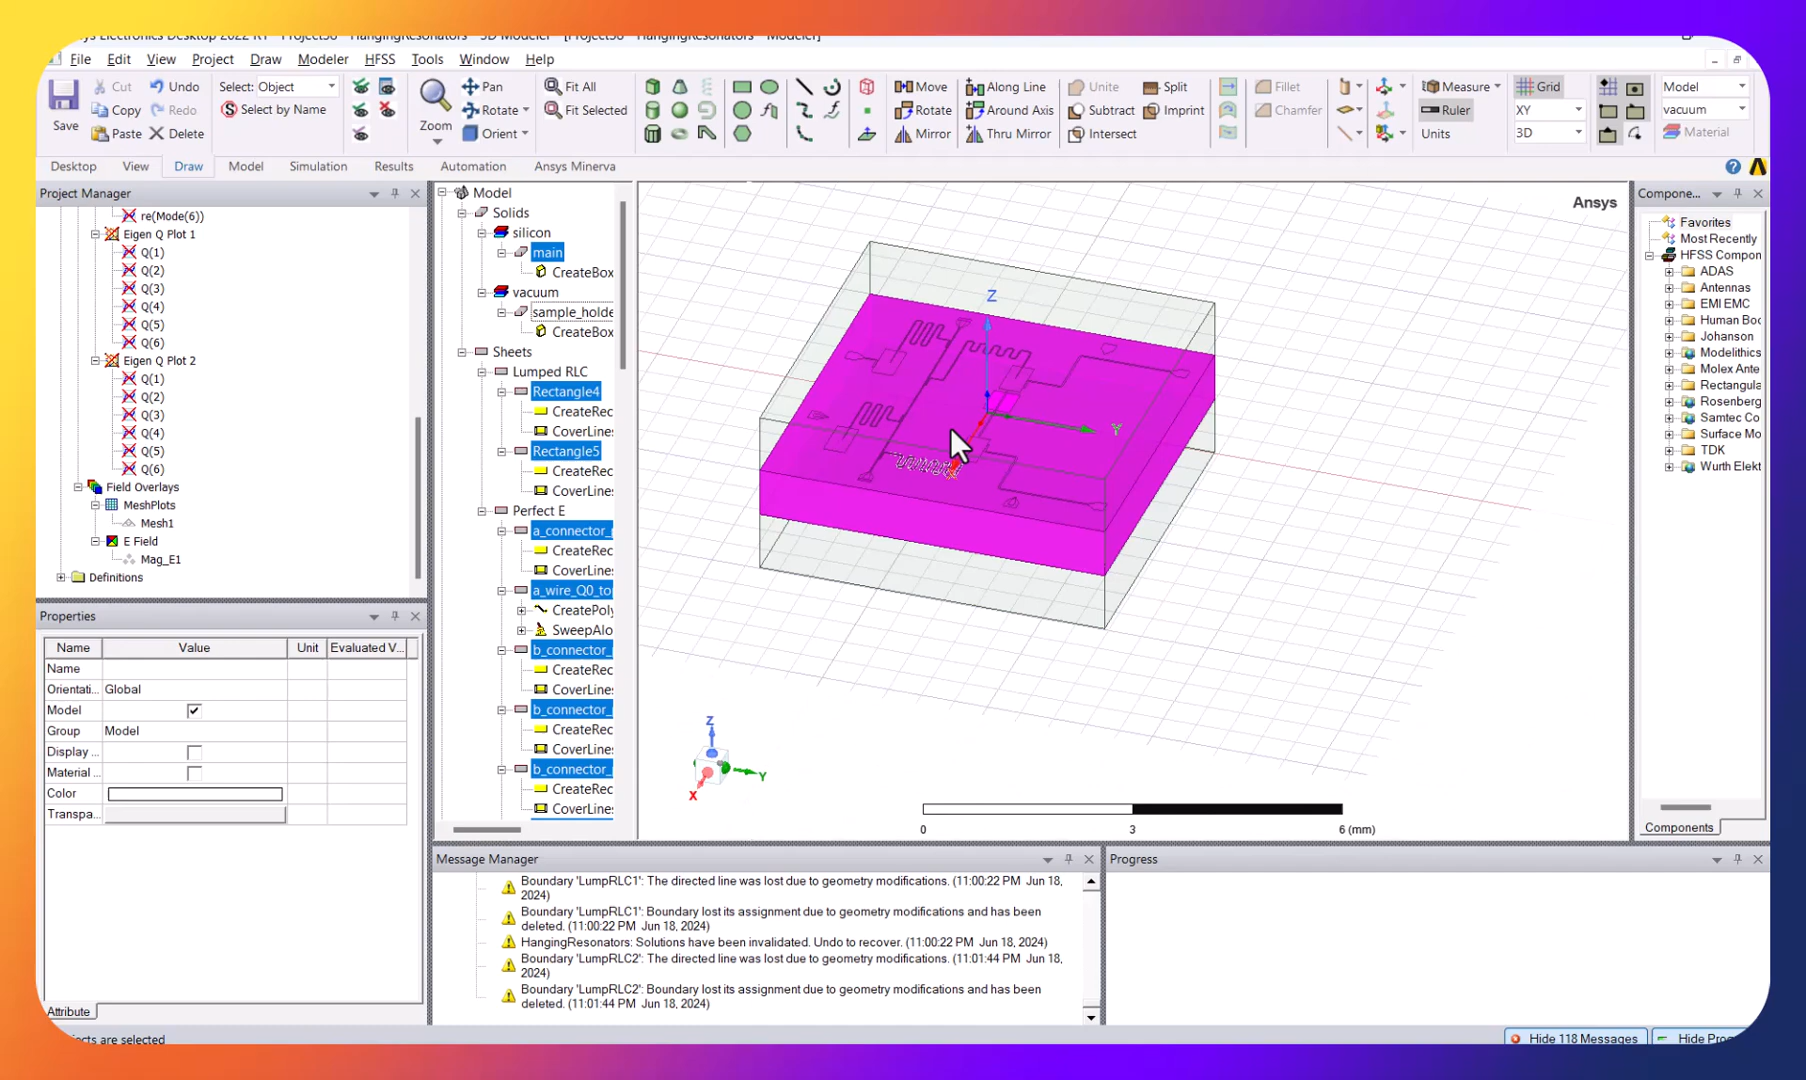 Ansys Electronics Desktop 2022 R1 - Project36 - HangingResonators - 3D Modeler - [Project36 - HangingResonators - Modeler]
File Edit View Project Draw Modeler HFSS Tools Window Help
Save
Cut Undo
Copy Redo
Paste Delete
Select: Object
Select by Name
Zoom
Pan
Rotate
Orient
Fit All
Fit Selected
Move
Rotate
Mirror
Along Line
Around Axis
Thru Mirror
Unite Split
Subtract Imprint
Intersect
Fillet
Chamfer
Measure Grid
Ruler
Units
XY
3D
Model
vacuum
Material
Desktop View Draw Model Simulation Results Automation Ansys Minerva
Project Manager
re(Mode(6))
Eigen Q Plot 1
Q(1)
Q(2)
Q(3)
Q(4)
Q(5)
Q(6)
Eigen Q Plot 2
Q(1)
Q(2)
Q(3)
Q(4)
Q(5)
Q(6)
Field Overlays
MeshPlots
Mesh1
E Field
Mag_E1
Definitions
Properties
Name Value Unit Evaluated V...
Name
Orientati... Global
Model
Group Model
Display ...
Material ...
Color
Transpa...
Attribute
Model
Solids
silicon
main
CreateBox
vacuum
sample_holde
CreateBox
Sheets
Lumped RLC
Rectangle4
CreateRec
CoverLine
Rectangle5
CreateRec
CoverLine
Perfect E
a_connector_
CreateRec
CoverLine
a_wire_Q0_to
CreatePoly
SweepAlo
b_connector_
CreateRec
CoverLine
b_connector_
CreateRec
CoverLine
b_connector_
CreateRec
CoverLine
Ansys
Z
Y
Z
Y
X
0 3 6 (mm)
Compone...
Favorites
Most Recently
HFSS Compon
ADAS
Antennas
EMI EMC
Human Boc
Johanson
Modelithics
Molex Ante
Rectangula
Rosenberg
Samtec Co
Surface Mo
TDK
Wurth Elekt
Components
Message Manager
Boundary 'LumpRLC1': The directed line was lost due to geometry modifications. (11:00:22 PM Jun 18,
2024)
Boundary 'LumpRLC1': Boundary lost its assignment due to geometry modifications and has been
deleted. (11:00:22 PM Jun 18, 2024)
HangingResonators: Solutions have been invalidated. Undo to recover. (11:00:22 PM Jun 18, 2024)
Boundary 'LumpRLC2': The directed line was lost due to geometry modifications. (11:01:44 PM Jun 18,
2024)
Boundary 'LumpRLC2': Boundary lost its assignment due to geometry modifications and has been
deleted. (11:01:44 PM Jun 18, 2024)
Progress
jects are selected
Hide 118 Messages
Hide Prog